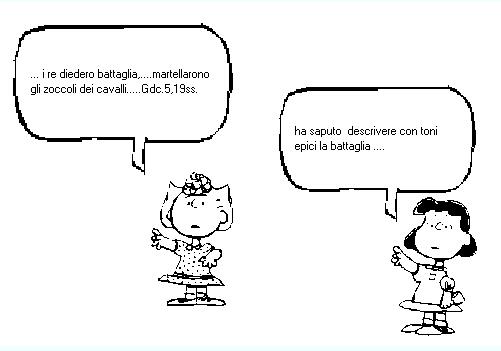 ... i re diedero battaglia,....martellarono
gli zoccoli dei cavalli.....Gdc.5,19ss.
ha saputo descrivere con toni
epici la battaglia ....